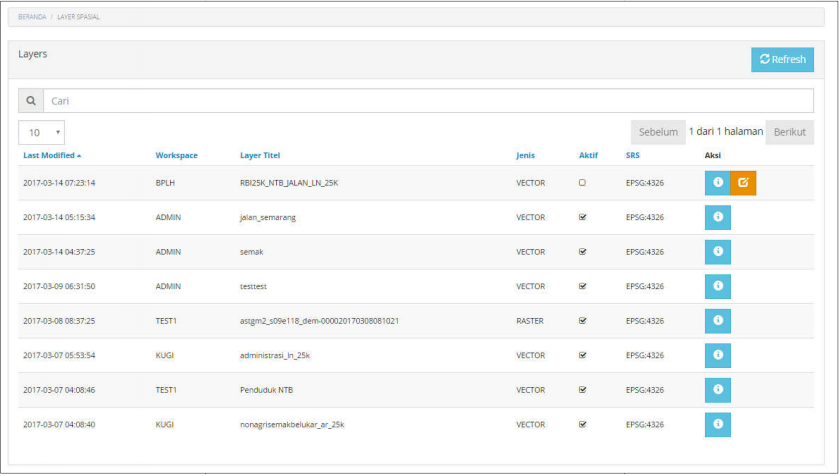 BERANDA / LAYER SPASIAL
Layers
Refresh
Cari
10
Sebelum 1 dari 1 halaman Berikut
Last Modified Workspace Layer Titel Jenis Aktif SRS Aksi
2017-03-14 07:23:14 BPLH RBI25K_NTB_JALAN_LN_25K VECTOR EPSG:4326
2017-03-14 05:15:34 ADMIN jalan_semarang VECTOR EPSG:4326
2017-03-14 04:37:25 ADMIN semak VECTOR EPSG:4326
2017-03-09 06:31:50 ADMIN testtest VECTOR EPSG:4326
2017-03-08 08:37:25 TEST1 astgm2_s09e118_dem-000020170308081021 RASTER EPSG:4326
2017-03-07 05:53:54 KUGI administrasi_ln_25k VECTOR EPSG:4326
2017-03-07 04:08:46 TEST1 Penduduk NTB VECTOR EPSG:4326
2017-03-07 04:08:40 KUGI nonagrisemakbelukar_ar_25k VECTOR EPSG:4326